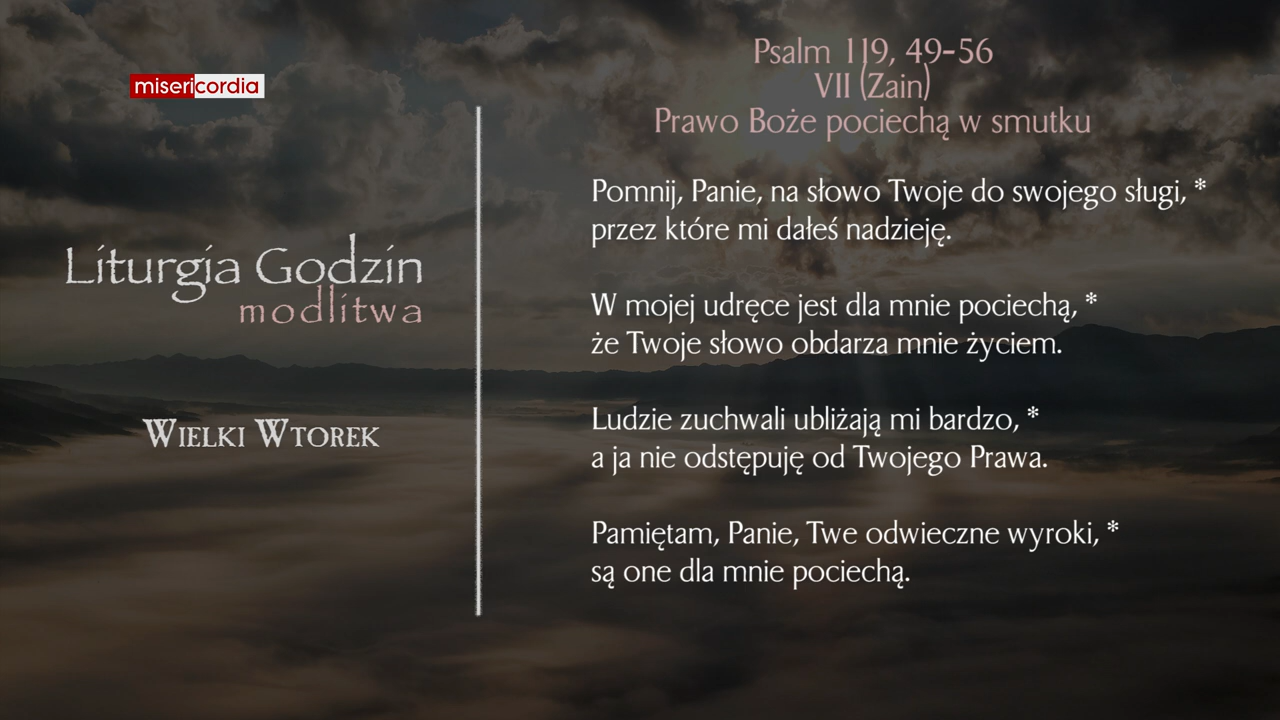 misericordia
Liturgia Godzin
modlitwa
Wielki Wtorek
Psalm 119, 49-56
VII (Zain)
Prawo Boże pociechą w smutku
Pomnij, Panie, na słowo Twoje do swojego sługi, *
przez które mi dałeś nadzieję.
W mojej udręce jest dla mnie pociechą, *
że Twoje słowo obdarza mnie życiem.
Ludzie zuchwali ubliżają mi bardzo, *
a ja nie odstępuję od Twojego Prawa.
Pamiętam, Panie, Twe odwieczne wyroki, *
są one dla mnie pociechą.